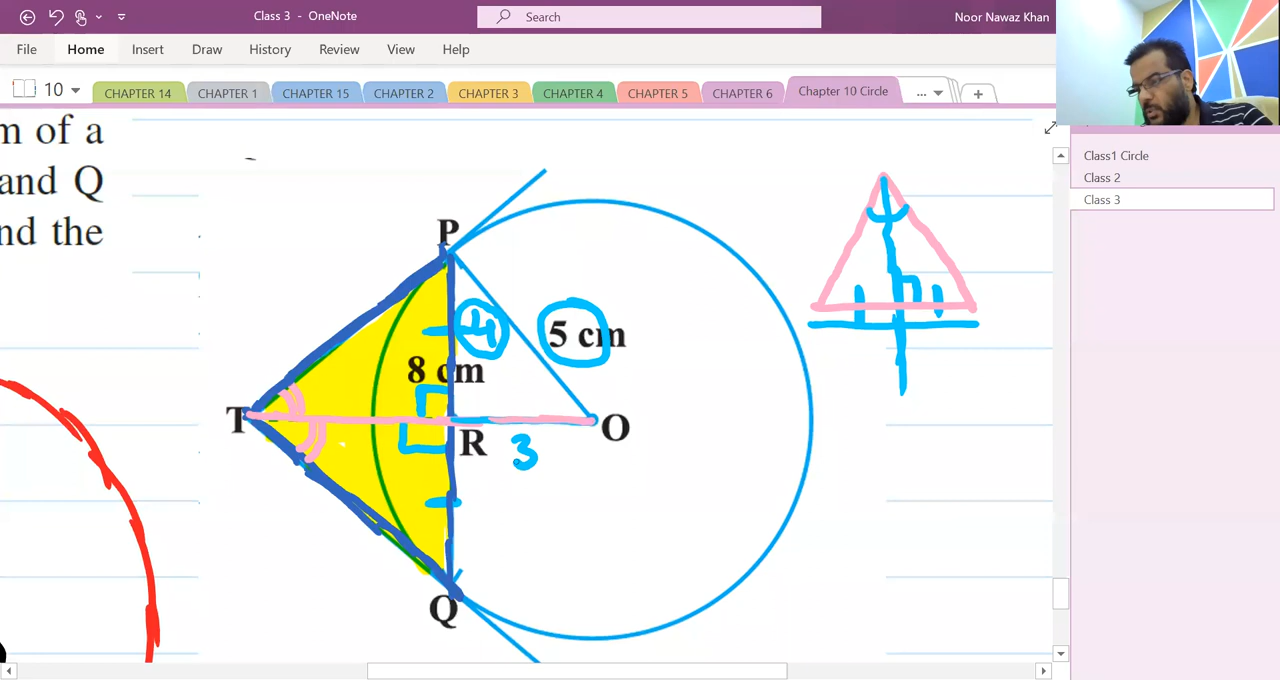 Class 3 - OneNote
Search
Noor Nawaz Khan
File Home Insert Draw History Review View Help
10
CHAPTER 14
CHAPTER 1
CHAPTER 15
CHAPTER 2
CHAPTER 3
CHAPTER 4
CHAPTER 5
CHAPTER 6
Chapter 10 Circle
...
+
Class1 Circle
Class 2
Class 3
m of a
and Q
nd the
P
4
5 cm
8 cm
T
R
O
3
Q